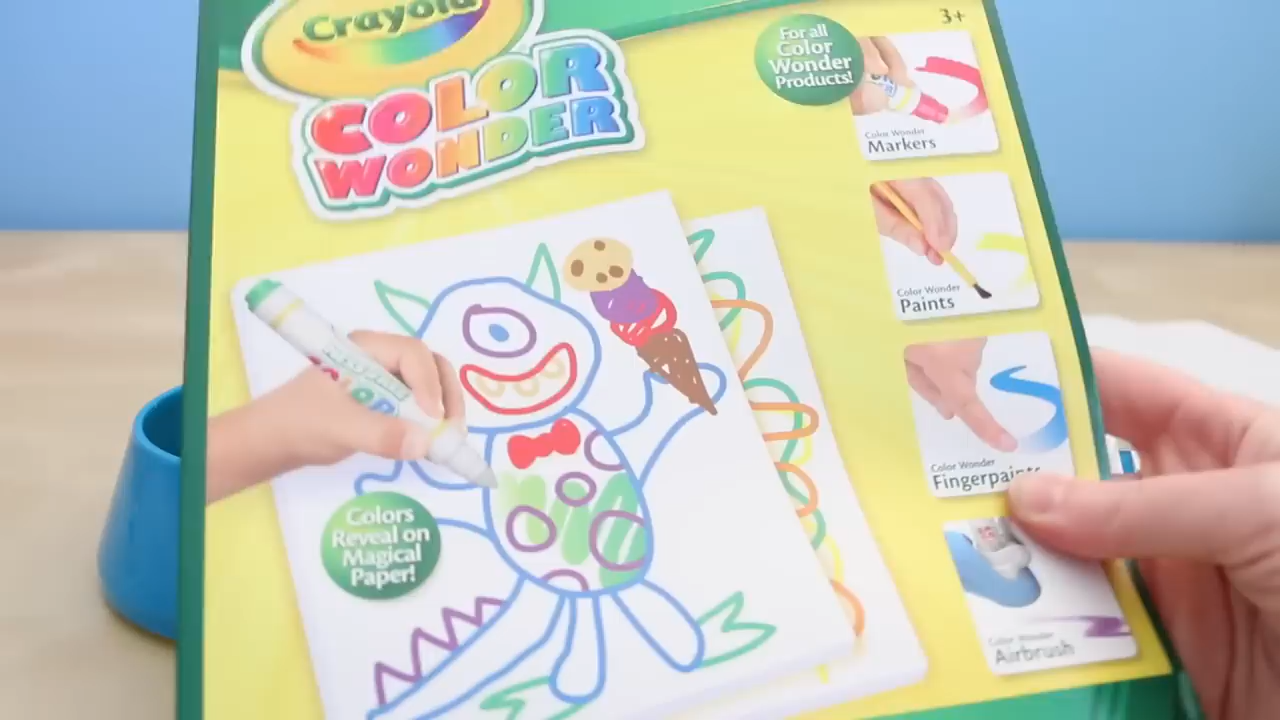 Crayola
COLOR
WONDER
3+
For all
Color
Wonder
Products!
Color Wonder
Markers
Color Wonder
Paints
Color Wonder
Fingerpaints
Color Wonder
Airbrush
Colors
Reveal on
Magical
Paper!
COLOR